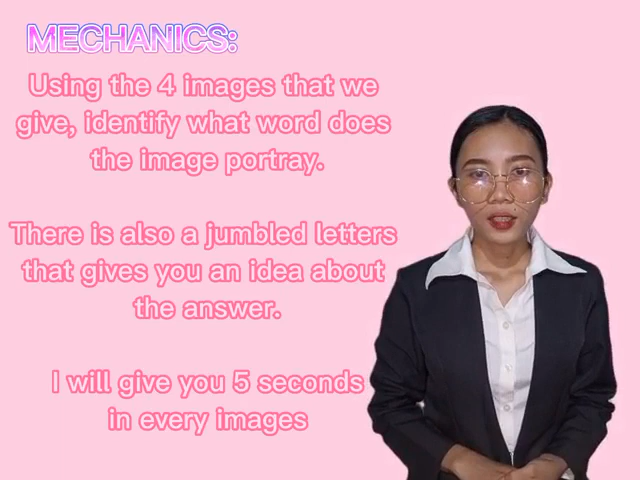 MECHANICS:
Using the 4 images that we
give, identify what word does
the image portray.
There is also a jumbled letters
that gives you an idea about
the answer.
I will give you 5 seconds
in every images